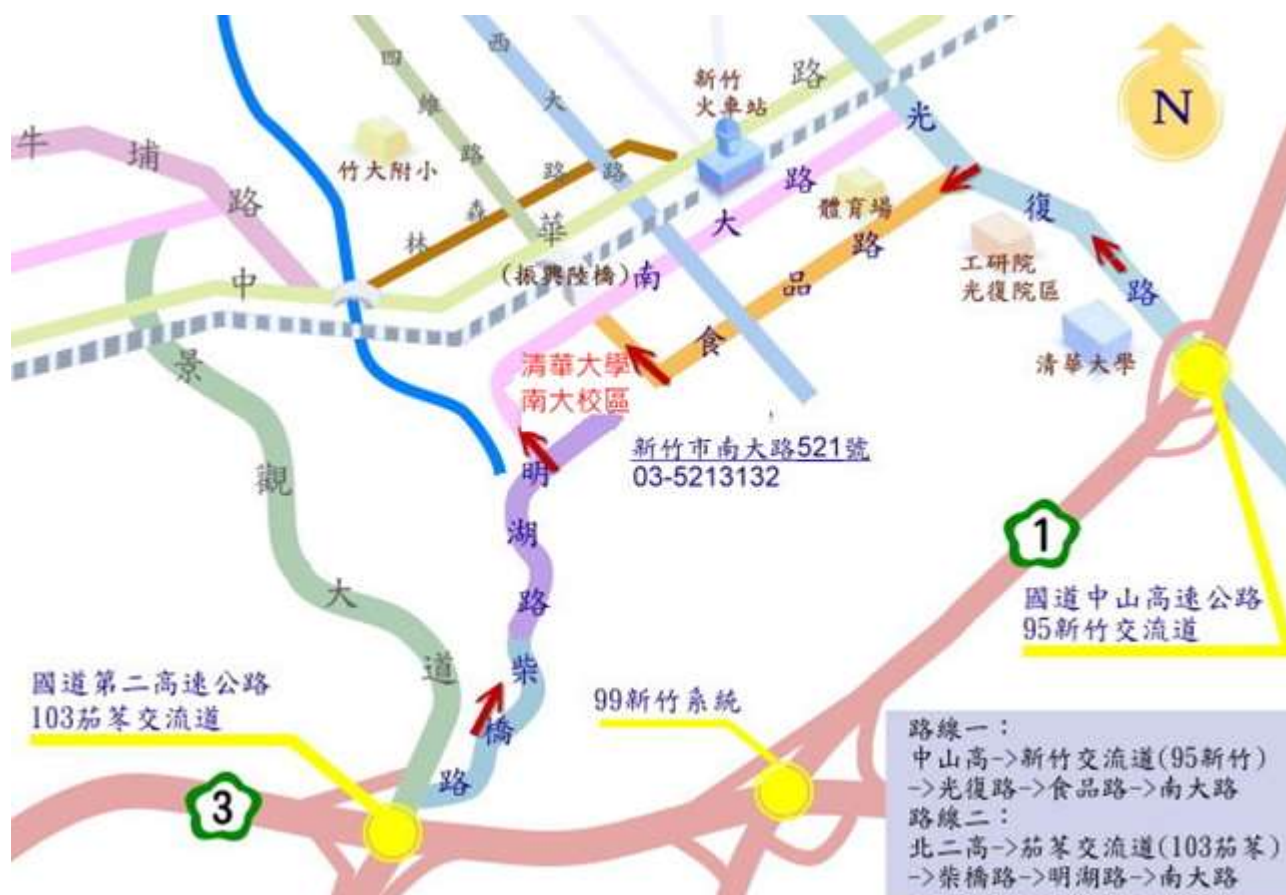 四維路
西大路
新竹
火車站
中華路
光復路
N
牛埔路
竹大附小
林森路
南大路
體育場
食品路
工研院
光復院區
清華大學
(振興陸橋)
清華大學
南大校區
新竹市南大路521號
03-5213132
景觀大道
明湖路
柴橋路
1
國道中山高速公路
95新竹交流道
國道第二高速公路
103茄苳交流道
99新竹系統
3
路線一：
中山高->新竹交流道(95新竹)
->光復路->食品路->南大路
路線二：
北二高->茄苳交流道(103茄苳)
->柴橋路->明湖路->南大路